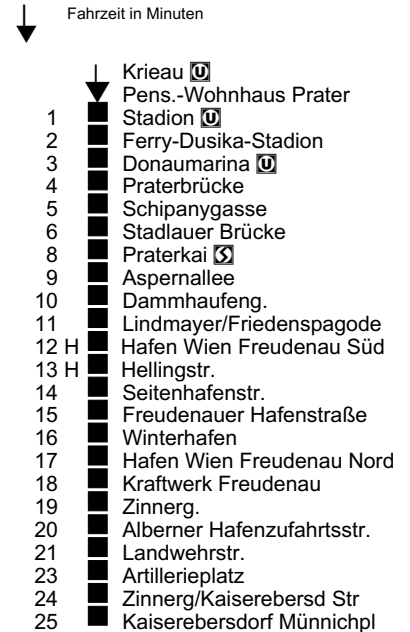 Fahrzeit in Minuten
Krieau U
Pens.-Wohnhaus Prater
1 Stadion U
2 Ferry-Dusika-Stadion
3 Donaumarina U
4 Praterbrücke
5 Schipanygasse
6 Stadlauer Brücke
8 Praterkai S
9 Aspernallee
10 Dammhaufeng.
11 Lindmayer/Friedenspagode
12 H Hafen Wien Freudenau Süd
13 H Hellingstr.
14 Seitenhafenstr.
15 Freudenauer Hafenstraße
16 Winterhafen
17 Hafen Wien Freudenau Nord
18 Kraftwerk Freudenau
19 Zinnerg.
20 Alberner Hafenzufahrtsstr.
21 Landwehrstr.
23 Artillerieplatz
24 Zinnerg/Kaiserebersd Str
25 Kaiserebersdorf Münnichpl